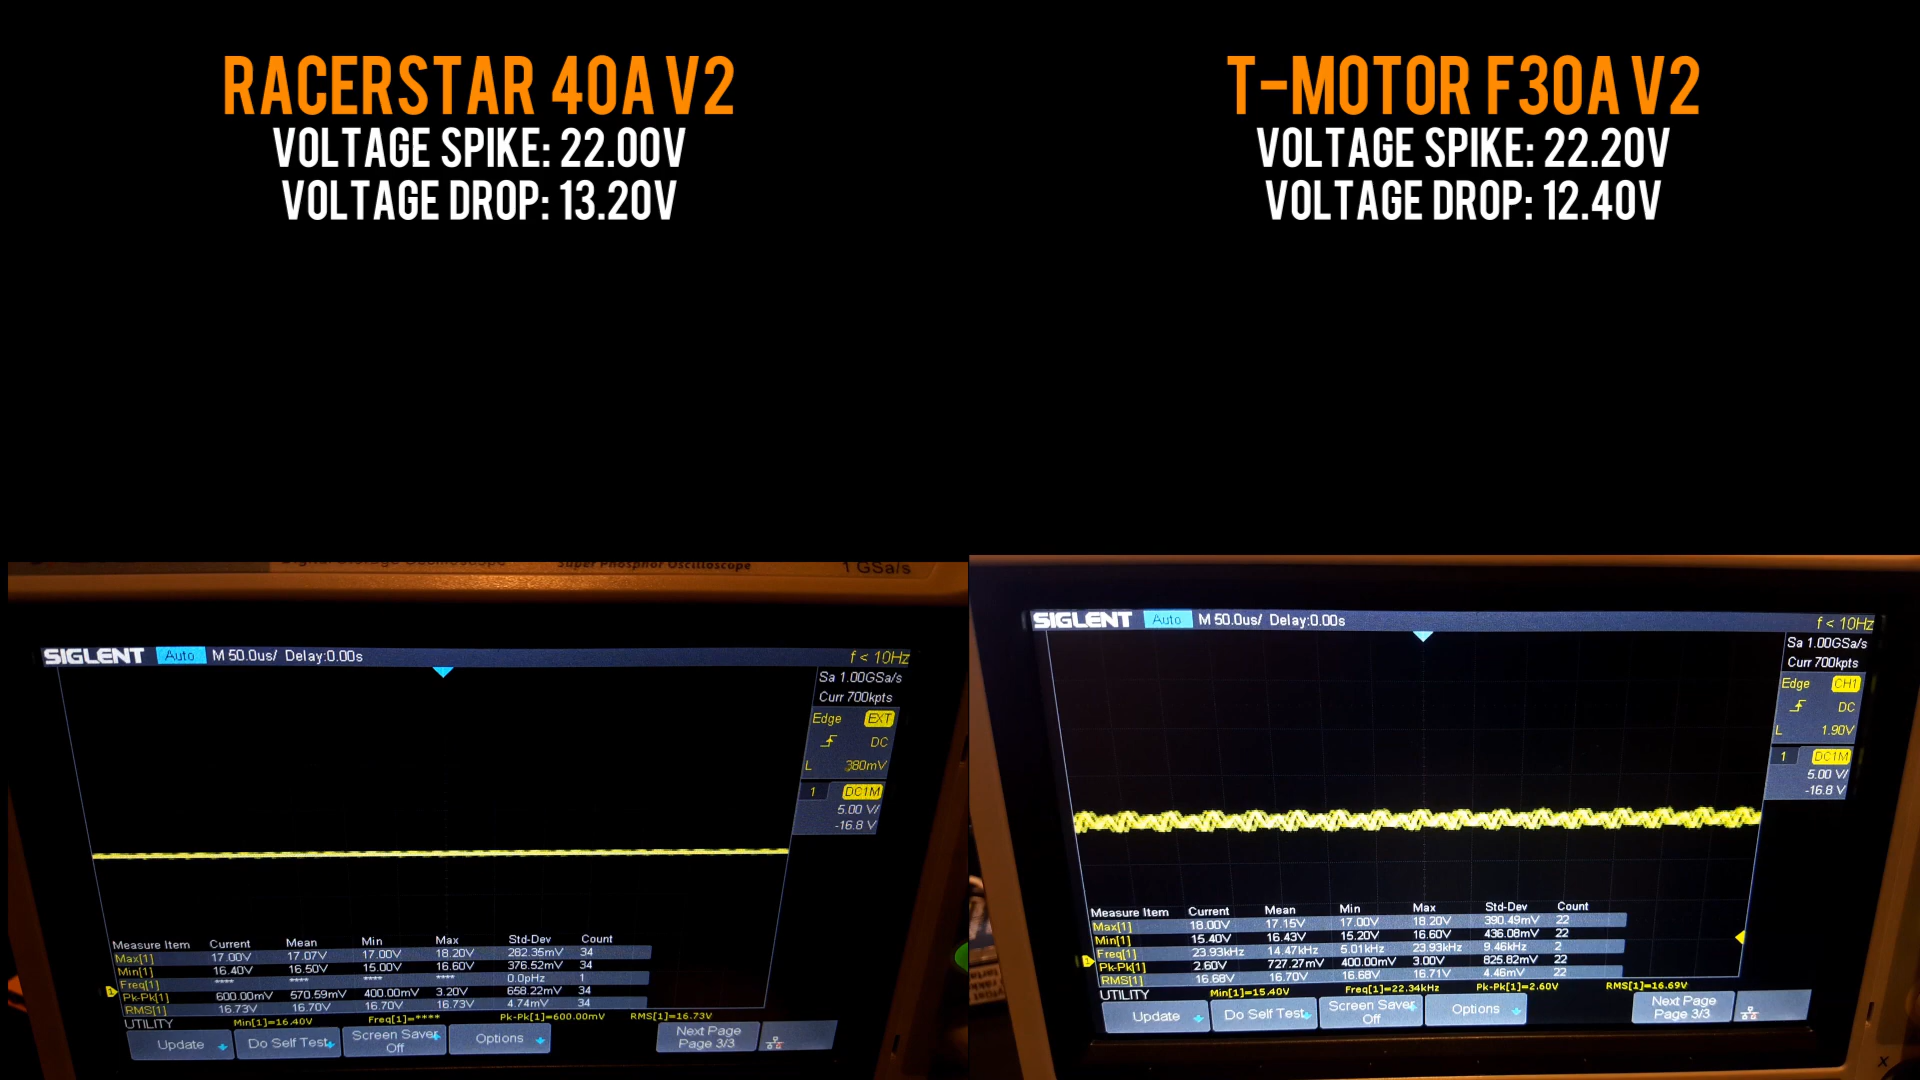 RACERSTAR 40A V2
VOLTAGE SPIKE: 22.00V
VOLTAGE DROP: 13.20V
T-MOTOR F30A V2
VOLTAGE SPIKE: 22.20V
VOLTAGE DROP: 12.40V
Super Phosphor Oscilloscope
1 GSa/s
SIGLENT Auto M 50.0us/ Delay:0.00s f < 10Hz
Sa 1.00GSa/s
Curr 700kpts
Edge EXT
DC
L 380mV
1 DC1M
5.00 V/
-16.8 V
Measure Item Current Mean Min Max Std-Dev Count
Max[1] 17.00V 17.07V 17.00V 18.20V 282.35mV 34
Min[1] 16.40V 16.50V 15.00V 16.60V 376.52mV 34
Freq[1] **** **** **** **** 0.0pHz 1
Pk-Pk[1] 600.00mV 570.59mV 400.00mV 3.20V 658.22mV 34
RMS[1] 16.73V 16.70V 16.70V 16.73V 4.74mV 34
UTILITY Min[1]=16.40V Freq[1]=**** Pk-Pk[1]=600.00mV RMS[1]=16.73V
Update Do Self Test Screen Saver Off Options Next Page Page 3/3
SIGLENT Auto M 50.0us/ Delay:0.00s f < 10Hz
Sa 1.00GSa/s
Curr 700kpts
Edge CH1
DC
L 1.90V
1 DC1M
5.00 V/
-16.8 V
Measure Item Current Mean Min Max Std-Dev Count
Max[1] 18.00V 17.15V 17.00V 18.20V 390.49mV 22
Min[1] 15.40V 16.43V 15.20V 16.60V 436.08mV 22
Freq[1] 23.93kHz 14.47kHz 5.01kHz 23.93kHz 9.46kHz 2
Pk-Pk[1] 2.60V 727.27mV 400.00mV 3.00V 825.82mV 22
RMS[1] 16.68V 16.70V 16.68V 16.71V 4.46mV 22
UTILITY Min[1]=15.40V Freq[1]=22.34kHz Pk-Pk[1]=2.60V RMS[1]=16.69V
Update Do Self Test Screen Saver Off Options Next Page Page 3/3